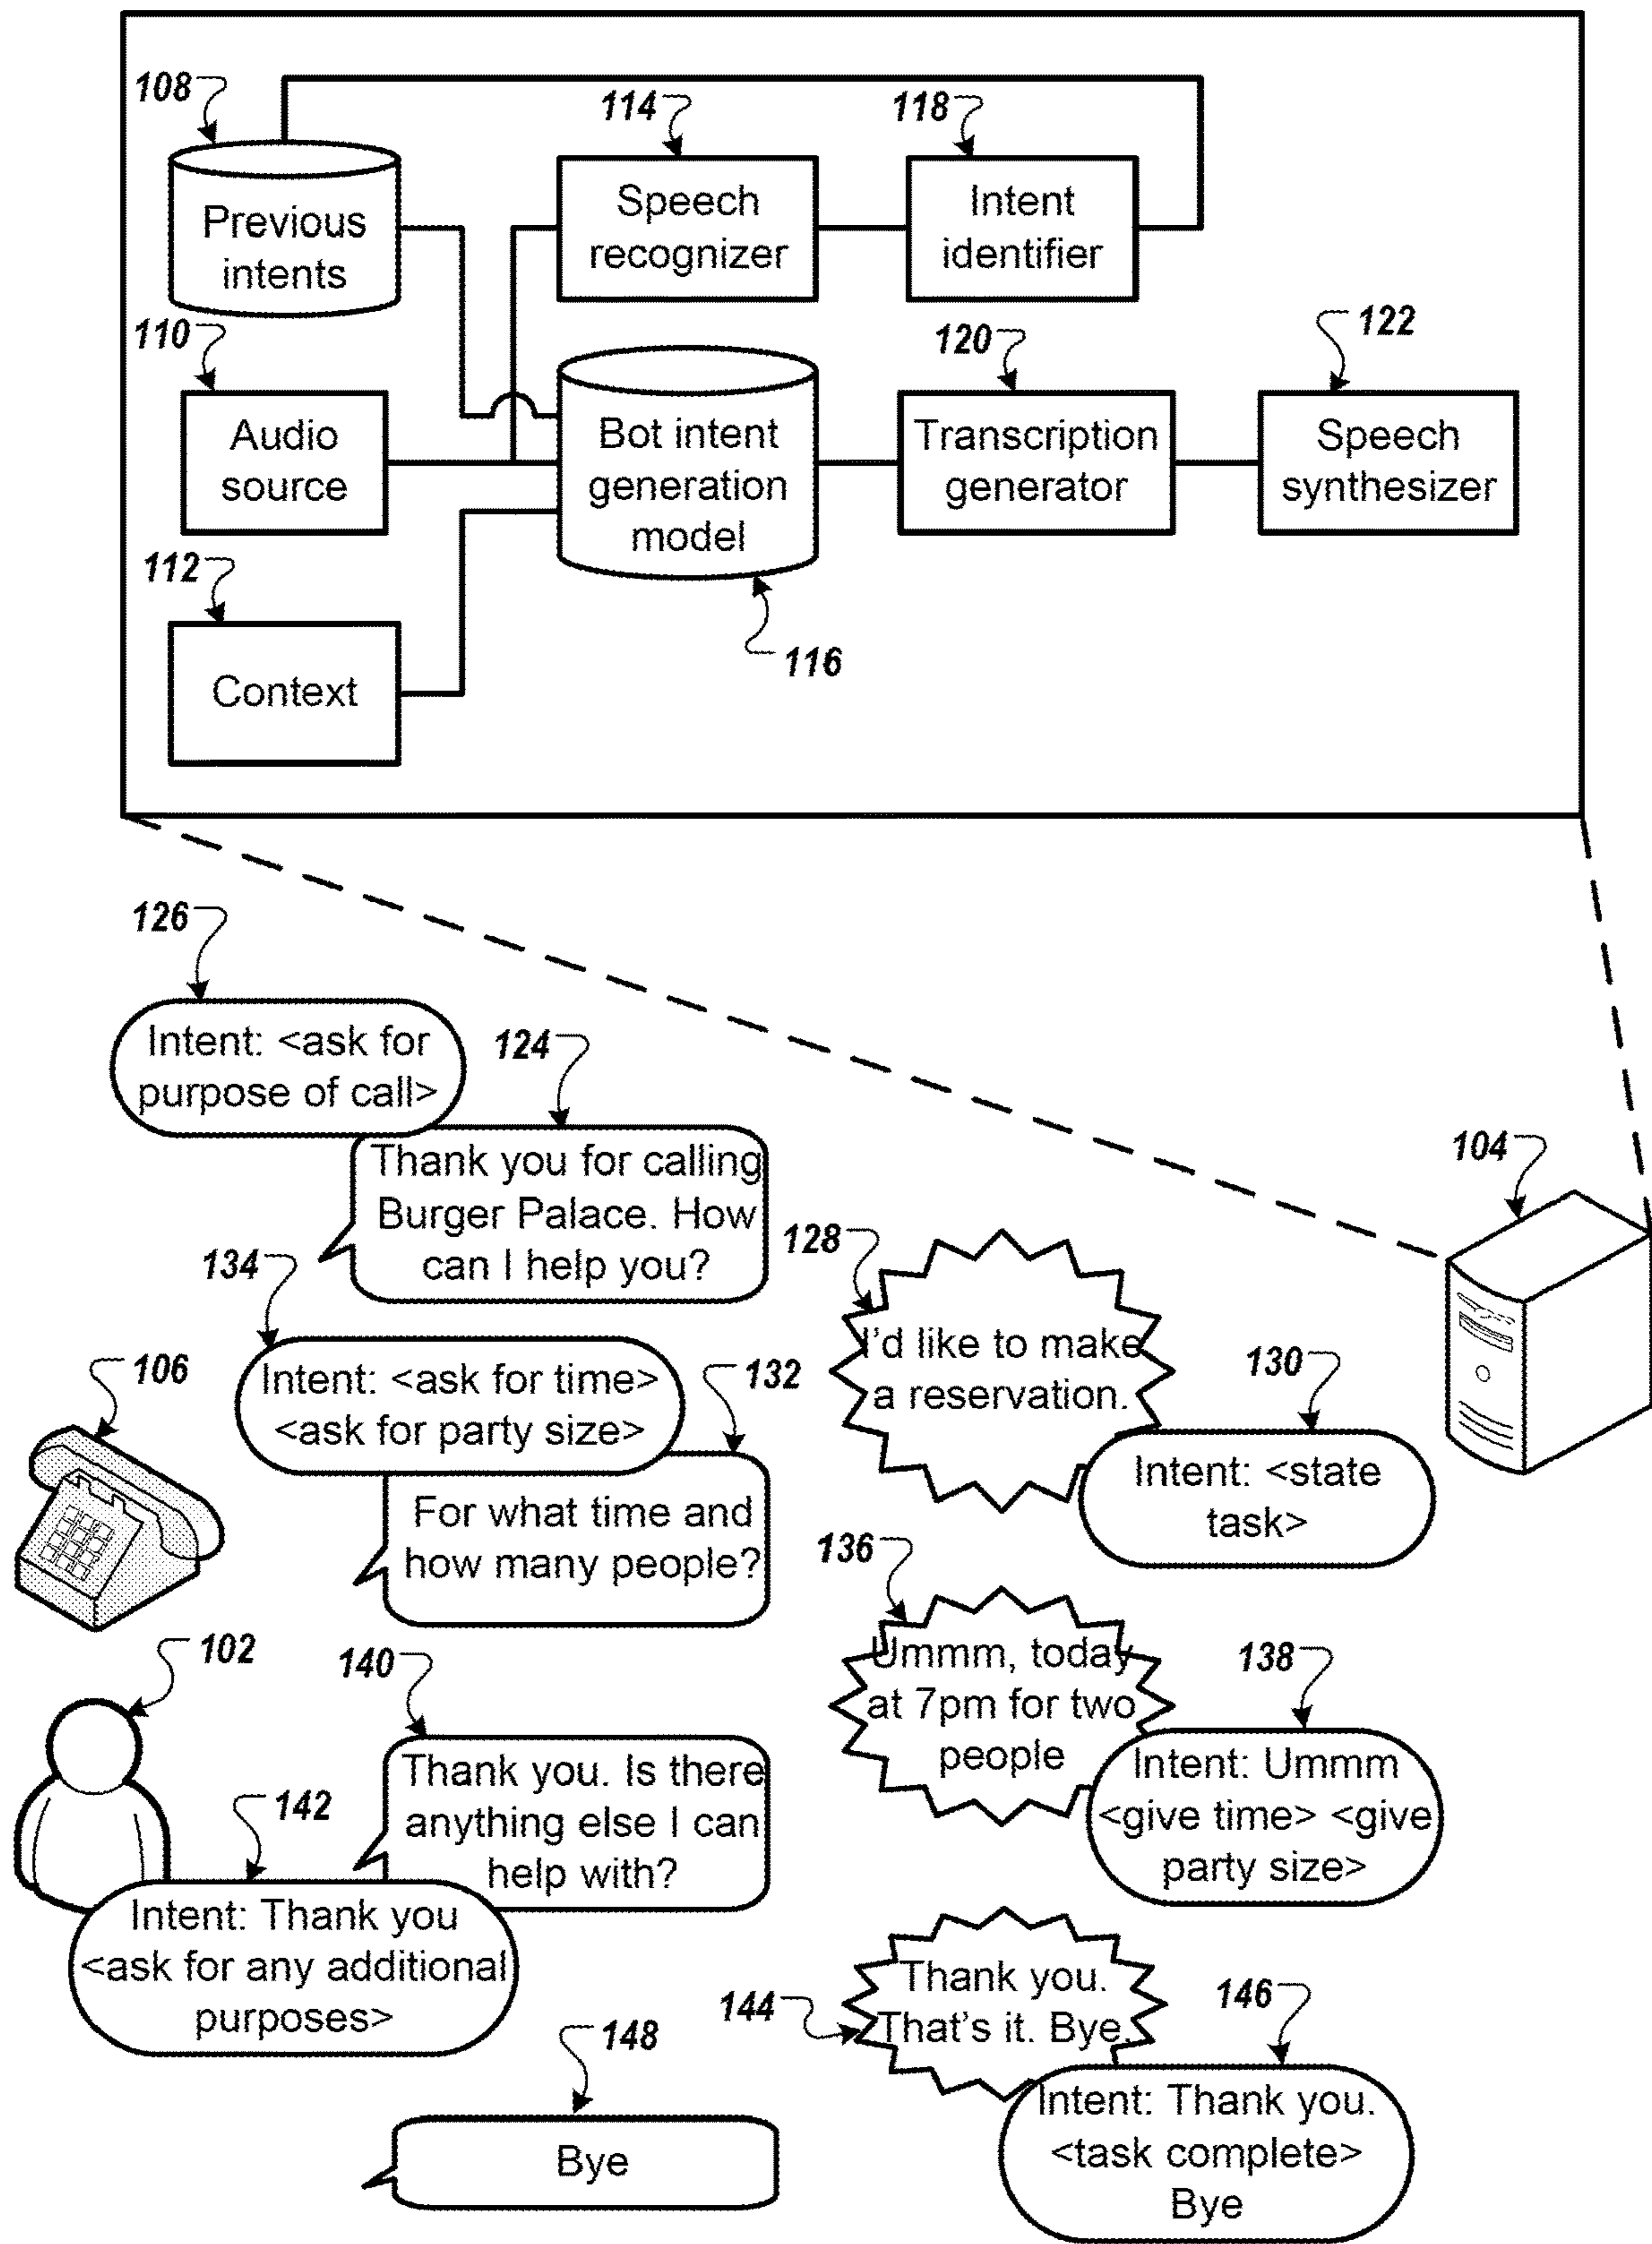 108
114
118
Previous
intents
Speech
recognizer
Intent
identifier
110
120
122
Audio
source
Bot intent
generation
model
Transcription
generator
Speech
synthesizer
112
Context
116
126
Intent: <ask for
purpose of call>
124
Thank you for calling
Burger Palace. How
can I help you?
104
128
I'd like to make
a reservation.
134
Intent: <ask for time>
<ask for party size>
106
132
130
Intent: <state
task>
For what time and
how many people?
136
Ummm, today
at 7pm for two
people
138
Intent: Ummm
<give time> <give
party size>
102
140
Thank you. Is there
anything else I can
help with?
142
Intent: Thank you
<ask for any additional
purposes>
144
Thank you.
That's it. Bye.
146
Intent: Thank you.
<task complete>
Bye
148
Bye